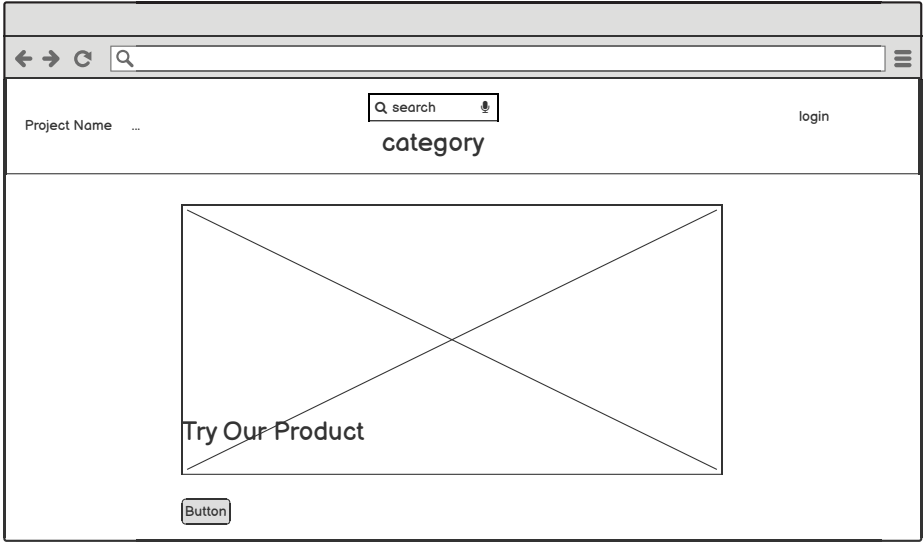 search
Project Name ...
login
category
Try Our Product
Button